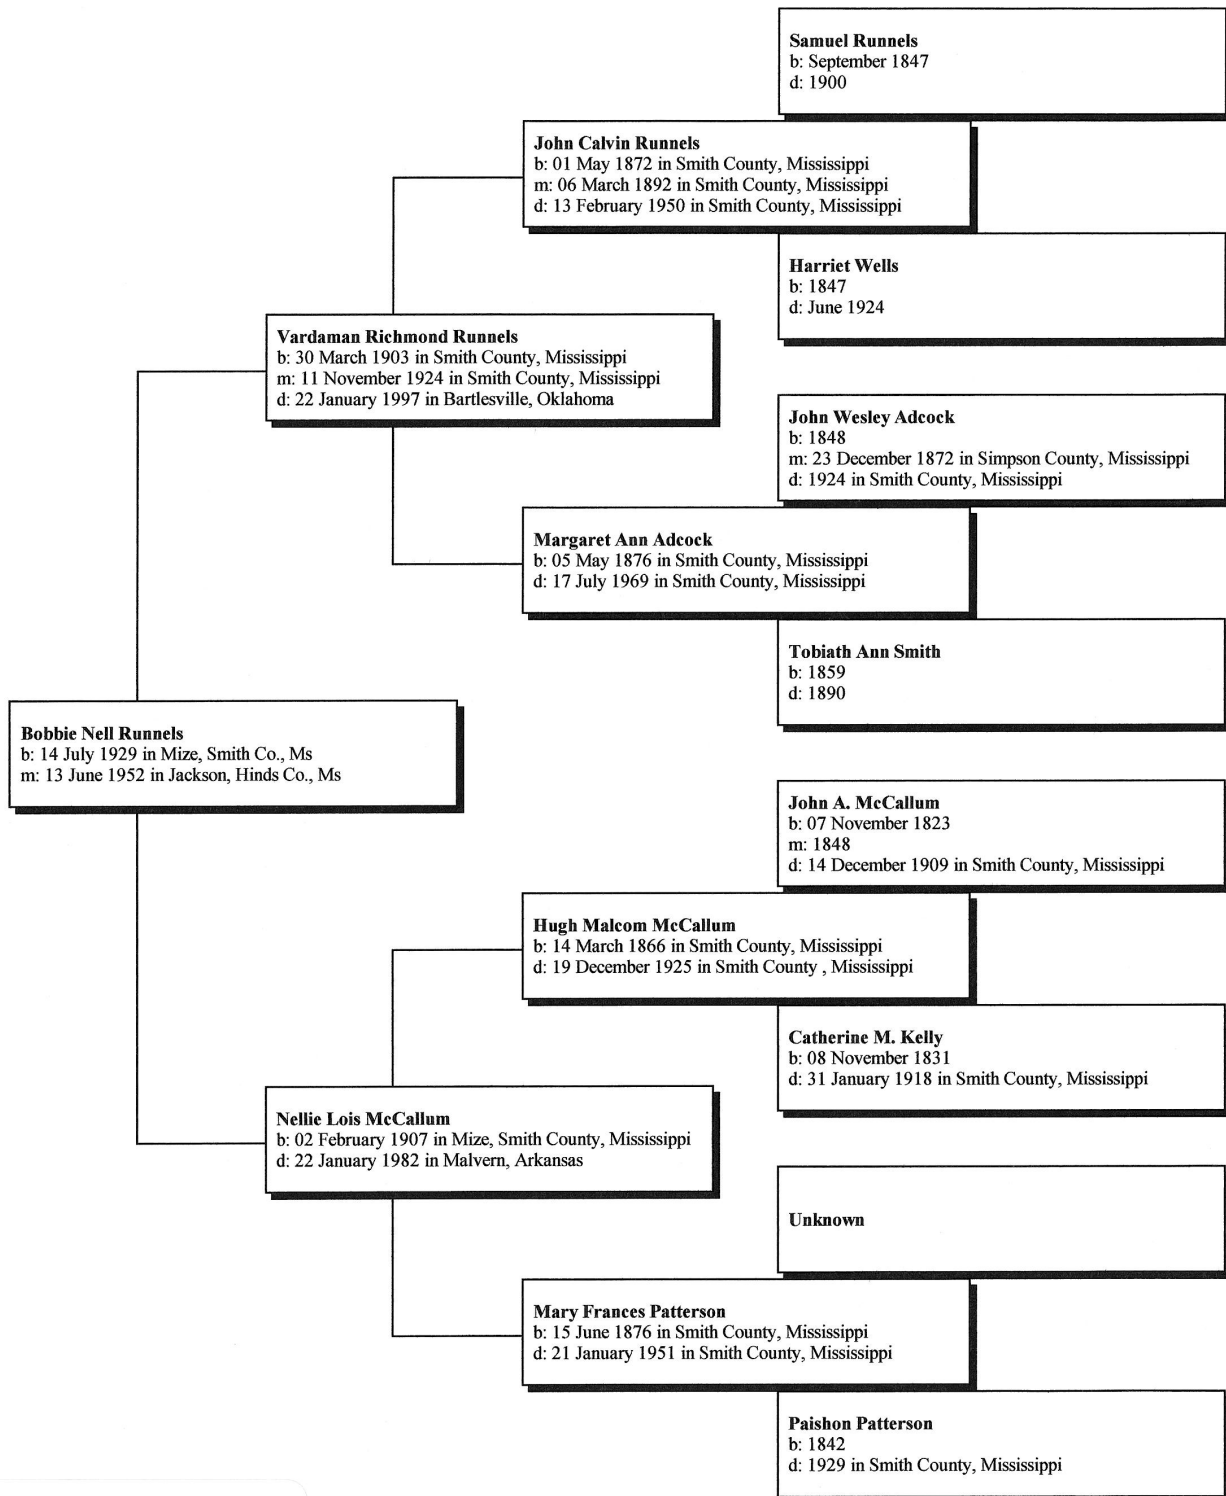 Samuel Runnels
b: September 1847
d: 1900
John Calvin Runnels
b: 01 May 1872 in Smith County, Mississippi
m: 06 March 1892 in Smith County, Mississippi
d: 13 February 1950 in Smith County, Mississippi
Harriet Wells
b: 1847
d: June 1924
Vardaman Richmond Runnels
b: 30 March 1903 in Smith County, Mississippi
m: 11 November 1924 in Smith County, Mississippi
d: 22 January 1997 in Bartlesville, Oklahoma
John Wesley Adcock
b: 1848
m: 23 December 1872 in Simpson County, Mississippi
d: 1924 in Smith County, Mississippi
Margaret Ann Adcock
b: 05 May 1876 in Smith County, Mississippi
d: 17 July 1969 in Smith County, Mississippi
Tobiath Ann Smith
b: 1859
d: 1890
Bobbie Nell Runnels
b: 14 July 1929 in Mize, Smith Co., Ms
m: 13 June 1952 in Jackson, Hinds Co., Ms
John A. McCallum
b: 07 November 1823
m: 1848
d: 14 December 1909 in Smith County, Mississippi
Hugh Malcom McCallum
b: 14 March 1866 in Smith County, Mississippi
d: 19 December 1925 in Smith County , Mississippi
Catherine M. Kelly
b: 08 November 1831
d: 31 January 1918 in Smith County, Mississippi
Nellie Lois McCallum
b: 02 February 1907 in Mize, Smith County, Mississippi
d: 22 January 1982 in Malvern, Arkansas
Unknown
Mary Frances Patterson
b: 15 June 1876 in Smith County, Mississippi
d: 21 January 1951 in Smith County, Mississippi
Paishon Patterson
b: 1842
d: 1929 in Smith County, Mississippi